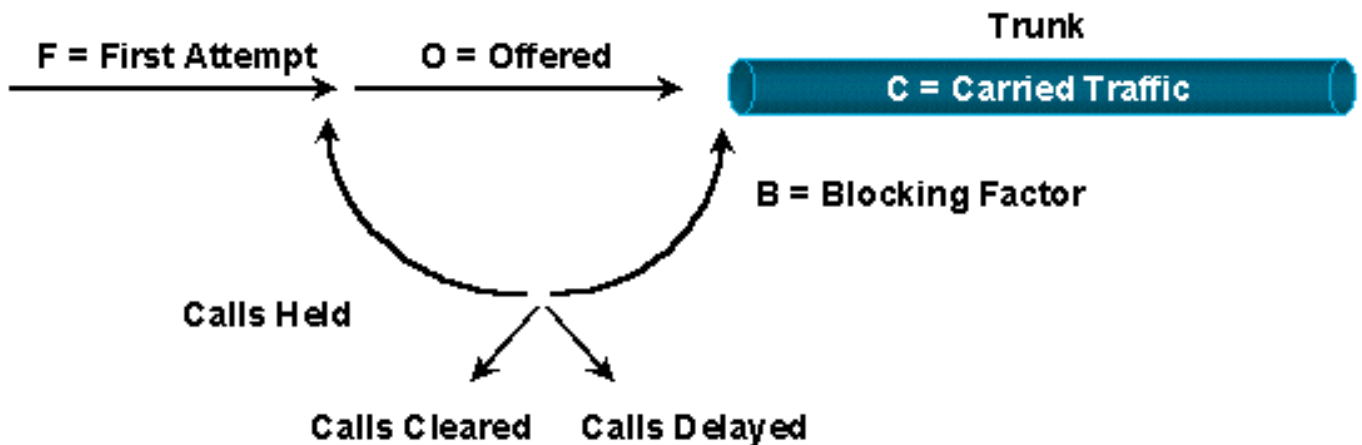 Trunk
F = First Attempt
O = Offered
C = Carried Traffic
B = Blocking Factor
Calls Held
Calls Cleared
Calls Delayed